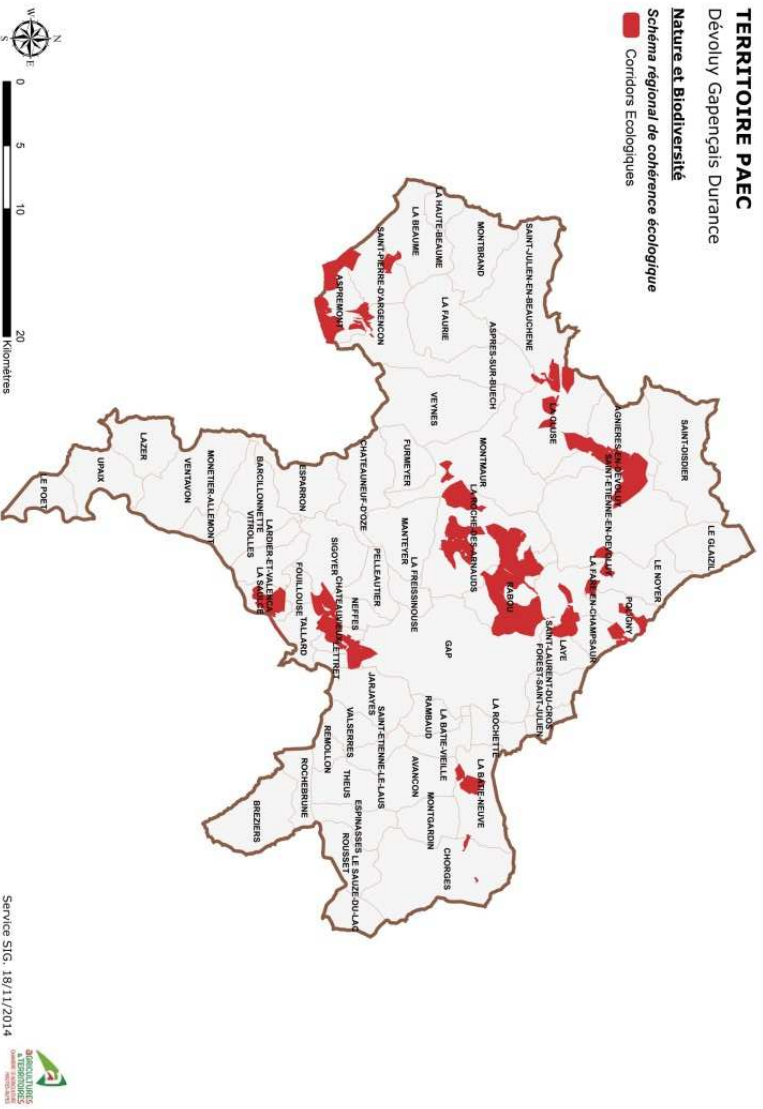 TERRITOIRE PAEC
Dévoluy Gapençais Durance
Nature et Biodiversité
Schéma régional de cohérence écologique
Corridors Ecologiques
SAINT-DISDIER
LE GLAIZIL
LE NOYER
AGNIERES-EN-DEVOLUY
SAINT-ETIENNE-EN-DEVOLUY
POLIGNY
LA FARE-EN-CHAMPSAUR
LA CLUSE
SAINT-JULIEN-EN-BEAUCHENE
LAYE
SAINT-LAURENT-DU-CROS
FOREST-SAINT-JULIEN
RABOU
MONTBRAND
ASPRES-SUR-BUECH
MONTMAUR
LA ROCHE-DES-ARNAUDS
LA ROCHETTE
LA BATIE-NEUVE
LA HAUTE-BEAUME
LA FAURIE
VEYNES
GAP
LA BATIE-VIEILLE
RAMBAUD
CHORGES
LA BEAUME
FURMEYER
MANTEYER
LA FREISSINOUSE
AVANCON
MONTGARDIN
SAINT-PIERRE-D'ARGENCON
CHATEAUNEUF-D'OZE
PELLEAUTIER
JARJAYES
SAINT-ETIENNE-LE-LAUS
ASPREMONT
NEFFES
SIGOYER
CHATEAUVIEUX
LETTRET
VALSERRES
THEUS
ESPINASSES
LE SAUZE-DU-LAC
ROUSSET
REMOLLON
ESPARRON
FOUILLOUSE
TALLARD
ROCHEBRUNE
LARDIER-ET-VALENCA
LA SAULCE
BARCILLONNETTE
VITROLLES
BREZIERS
MONETIER-ALLEMONT
VENTAVON
LAZER
UPAIX
LE POET
N
W
E
S
0 5 10 20
Kilomètres
Service SIG. 18/11/2014
AGRICULTURES
& TERRITOIRES
CHAMBRE D'AGRICULTURE
HAUTES-ALPES